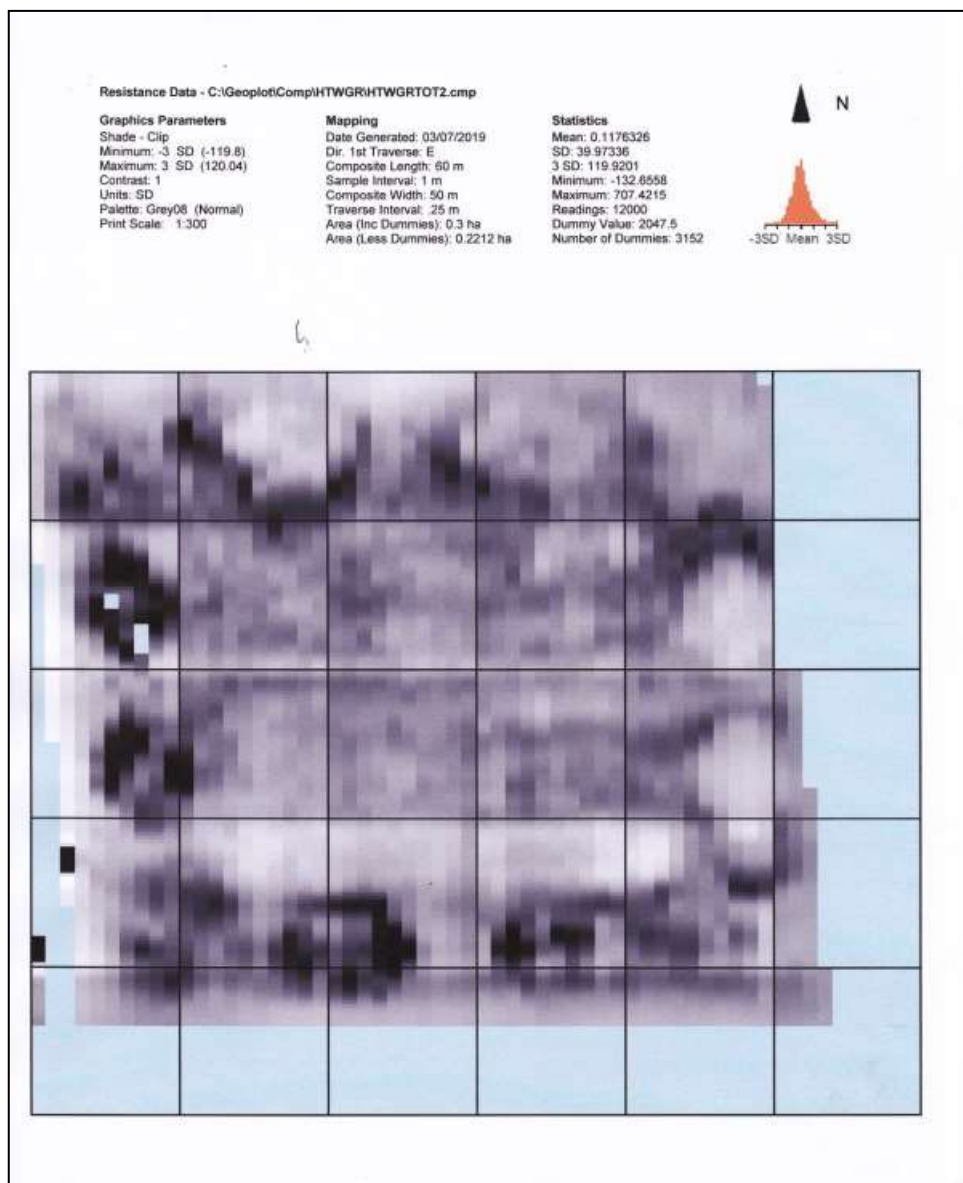 Resistance Data - C:\Geoplot\Comp\HTWGR\HTWGRTOT2.cmp
Graphics Parameters
Shade - Clip
Minimum: -3 SD (-119.8)
Maximum: 3 SD (120.04)
Contrast: 1
Units: SD
Palette: Grey08 (Normal)
Print Scale: 1:300
Mapping
Date Generated: 03/07/2019
Dir. 1st Traverse: E
Composite Length: 60 m
Sample Interval: 1 m
Composite Width: 50 m
Traverse Interval: .25 m
Area (Inc Dummies): 0.3 ha
Area (Less Dummies): 0.2212 ha
Statistics
Mean: 0.1176326
SD: 39.97336
3 SD: 119.9201
Minimum: -132.6558
Maximum: 707.4215
Readings: 12000
Dummy Value: 2047.5
Number of Dummies: 3152
N
-3SD Mean 3SD